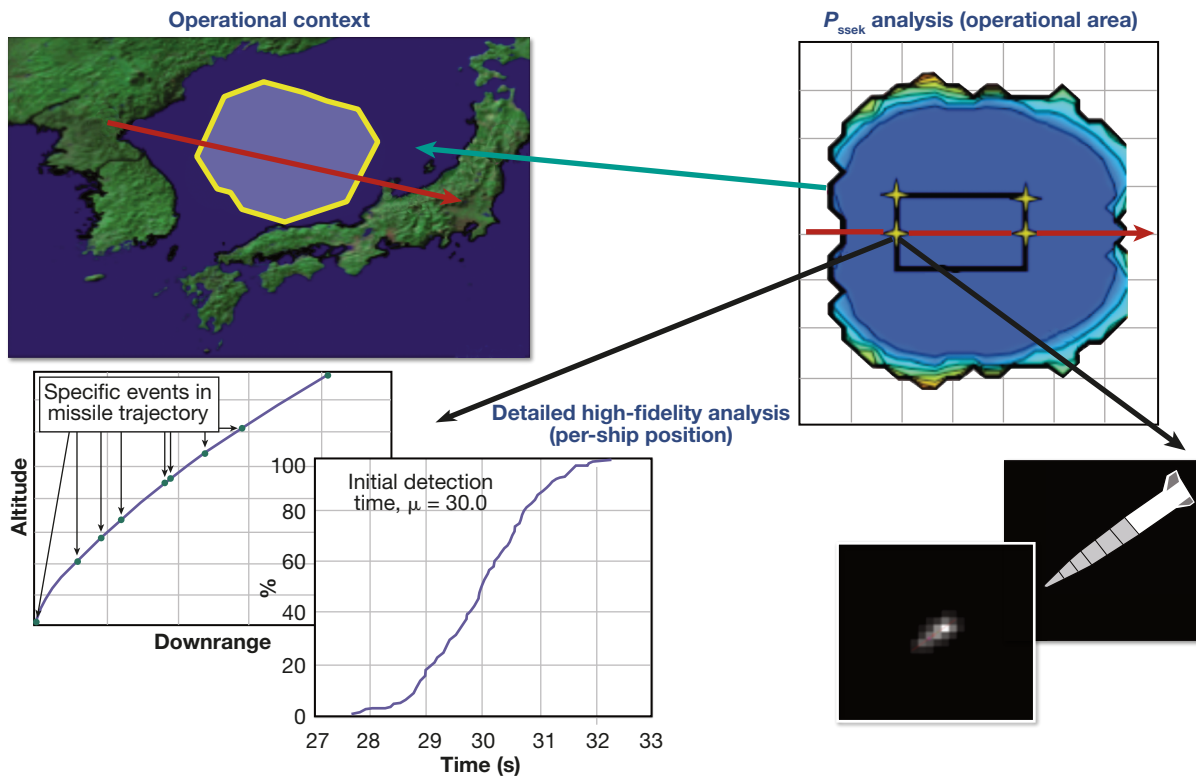 Operational context
P_ssek analysis (operational area)
Specific events in
missile trajectory
Altitude
Downrange
Detailed high-fidelity analysis
(per-ship position)
Initial detection
time, μ = 30.0
%
100
80
60
40
20
0
27 28 29 30 31 32 33
Time (s)